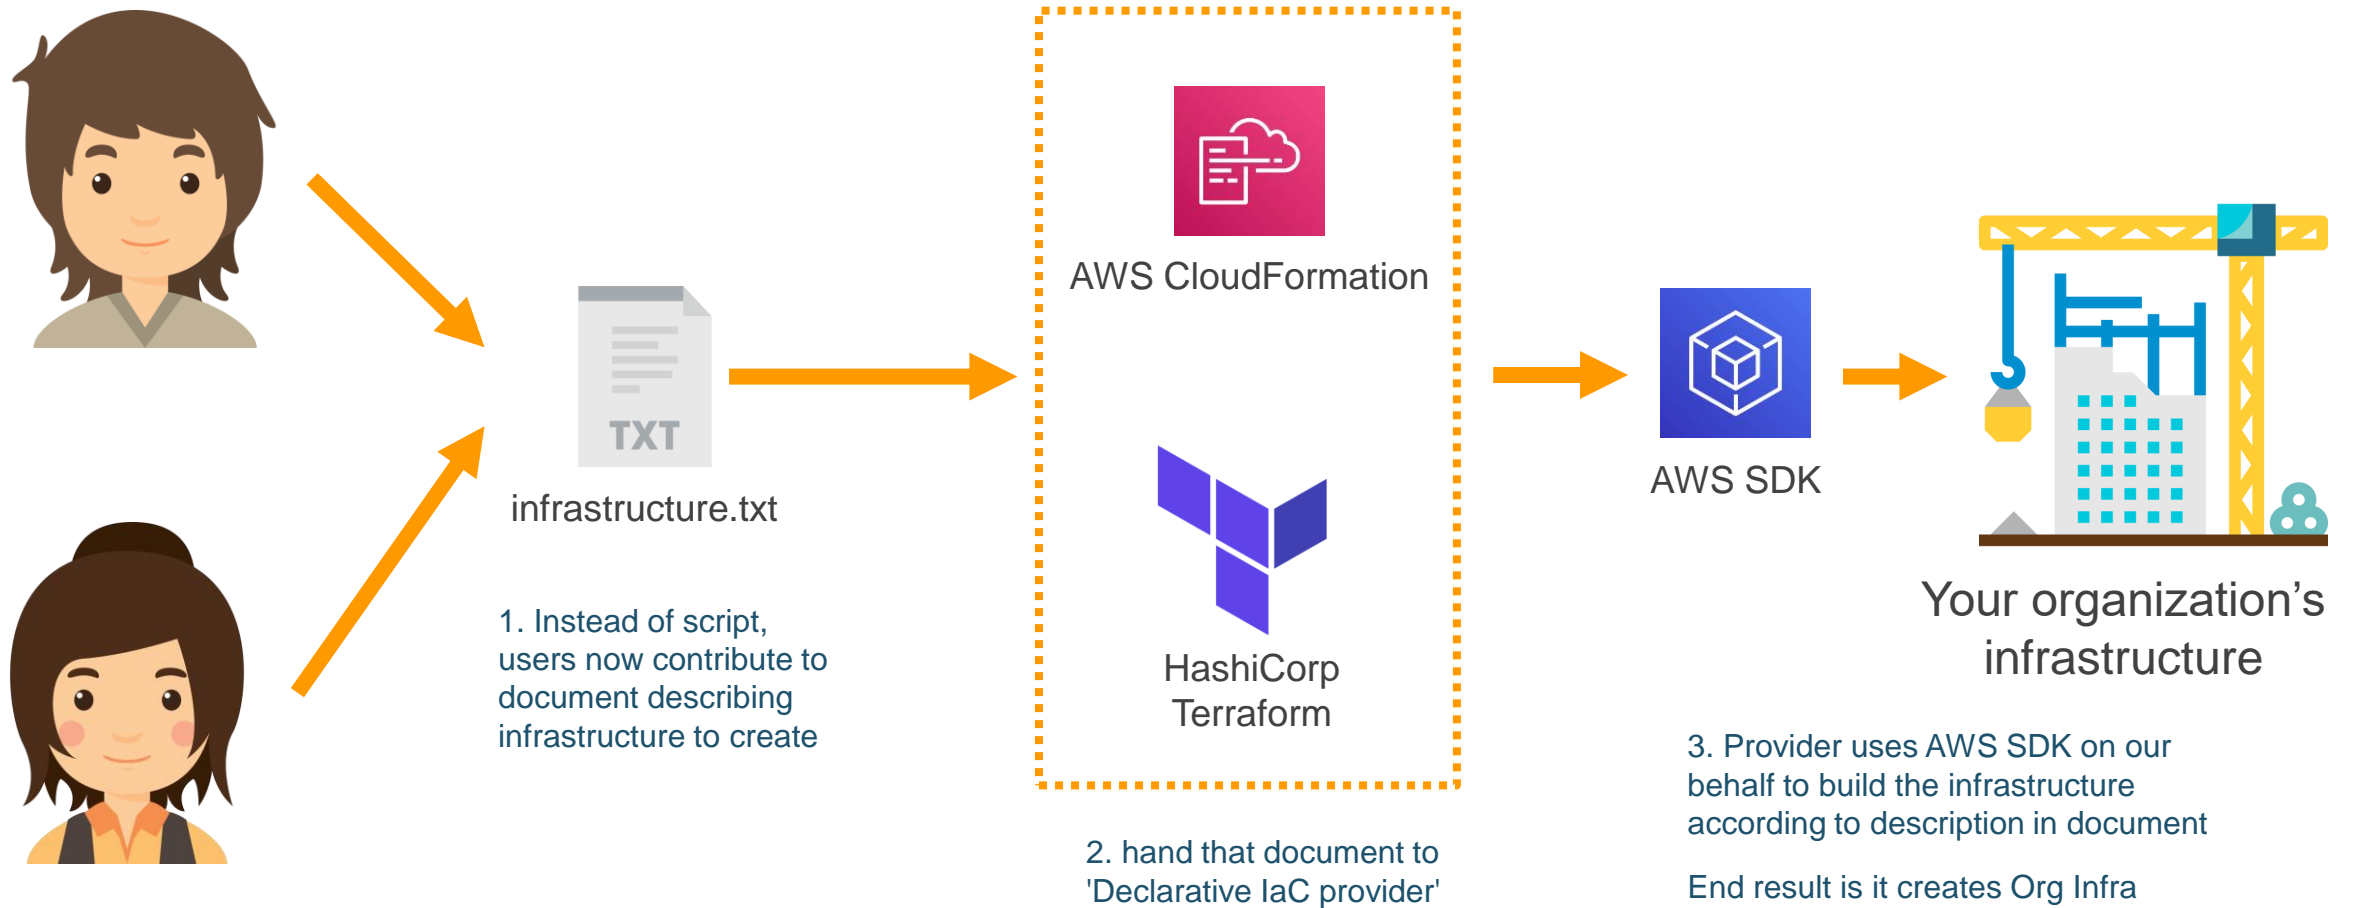 AWS CloudFormation
TXT
infrastructure.txt
1. Instead of script,
users now contribute to
document describing
infrastructure to create
HashiCorp
Terraform
2. hand that document to
'Declarative IaC provider'
AWS SDK
Your organization’s
infrastructure
3. Provider uses AWS SDK on our
behalf to build the infrastructure
according to description in document
End result is it creates Org Infra